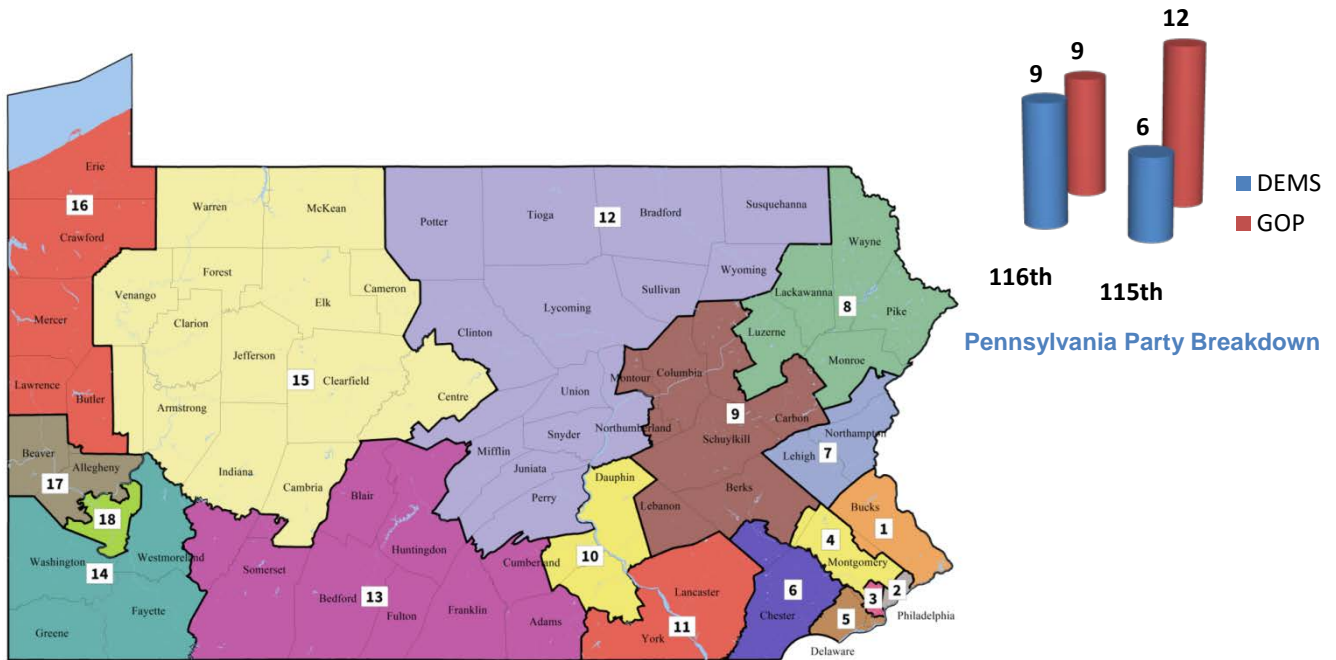 12
9
9
6
DEMS
GOP
116th
115th
Pennsylvania Party Breakdown
Erie
16
Crawford
Mercer
Lawrence
Butler
Warren
McKean
Forest
Venango
Elk
Cameron
Clarion
Jefferson
15
Clearfield
Centre
Armstrong
Indiana
Cambria
Potter
Tioga
12
Bradford
Susquehanna
Wyoming
Sullivan
Lycoming
Clinton
Union
Snyder
Northumberland
Mifflin
Juniata
Perry
Montour
Columbia
9
Carbon
Schuylkill
Berks
Lebanon
Wayne
Lackawanna
8
Pike
Luzerne
Monroe
Northampton
Lehigh
7
Bucks
1
4
Montgomery
2
3
Philadelphia
5
Delaware
6
Chester
Lancaster
11
York
Dauphin
10
Cumberland
Blair
Huntingdon
Somerset
Bedford
13
Fulton
Franklin
Adams
Beaver
Allegheny
17
18
Washington
Westmoreland
14
Fayette
Greene